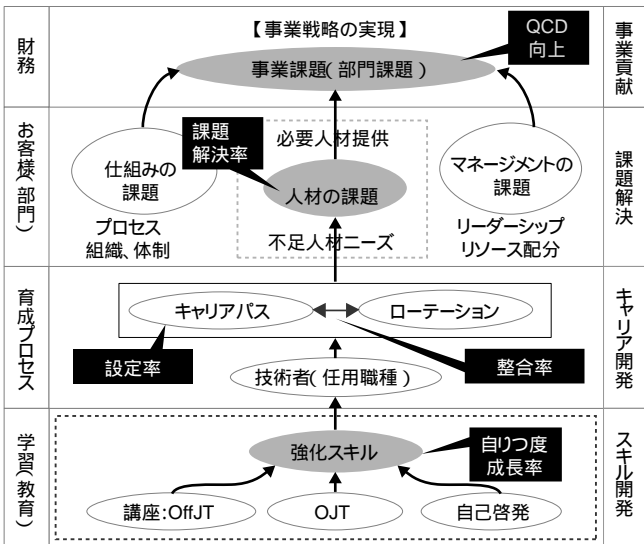 財務
【事業戦略の実現】
QCD
向上
事業貢献
事業課題(部門課題)
お客様(部門)
課題
解決率
必要人材提供
課題解決
仕組みの
課題
人材の課題
マネージメントの
課題
プロセス
組織、体制
不足人材ニーズ
リーダーシップ
リソース配分
育成プロセス
キャリアパス
ローテーション
キャリア開発
設定率
整合率
技術者(任用職種)
学習(教育)
強化スキル
自りつ度
成長率
スキル開発
講座:OffJT
OJT
自己啓発